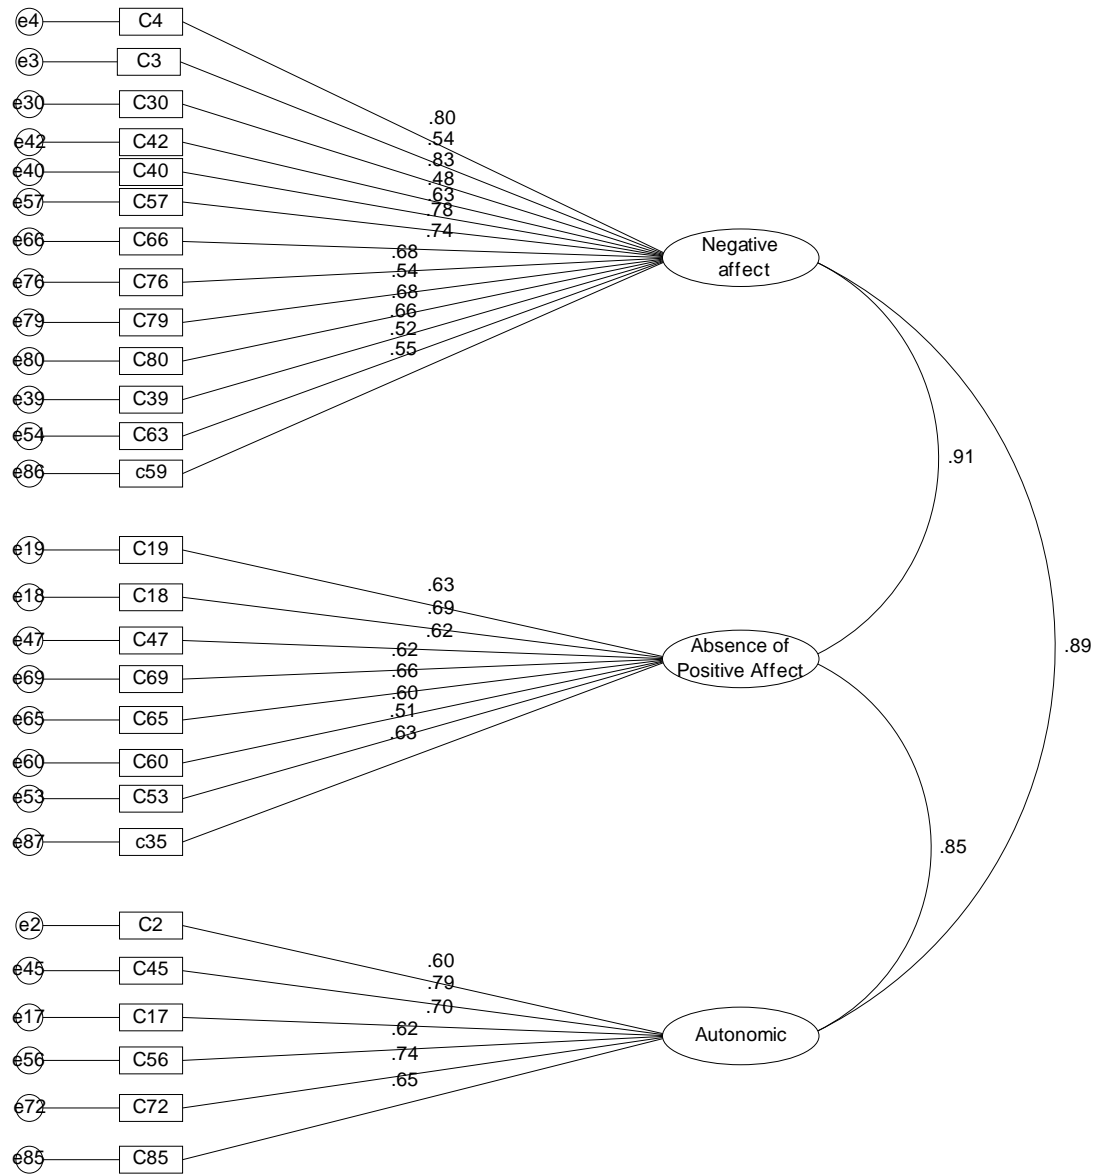 e4 C4
e3 C3
e30 C30
e42 C42
e40 C40
e57 C57
e66 C66
e76 C76
e79 C79
e80 C80
e39 C39
e54 C63
e86 c59
.80
.54
.83
.48
.63
.78
.74
.68
.54
.68
.66
.52
.55
Negative
affect
.91
.89
e19 C19
e18 C18
e47 C47
e69 C69
e65 C65
e60 C60
e53 C53
e87 c35
.63
.69
.62
.62
.66
.60
.51
.63
Absence of
Positive Affect
.85
e2 C2
e45 C45
e17 C17
e56 C56
e72 C72
e85 C85
.60
.79
.70
.62
.74
.65
Autonomic